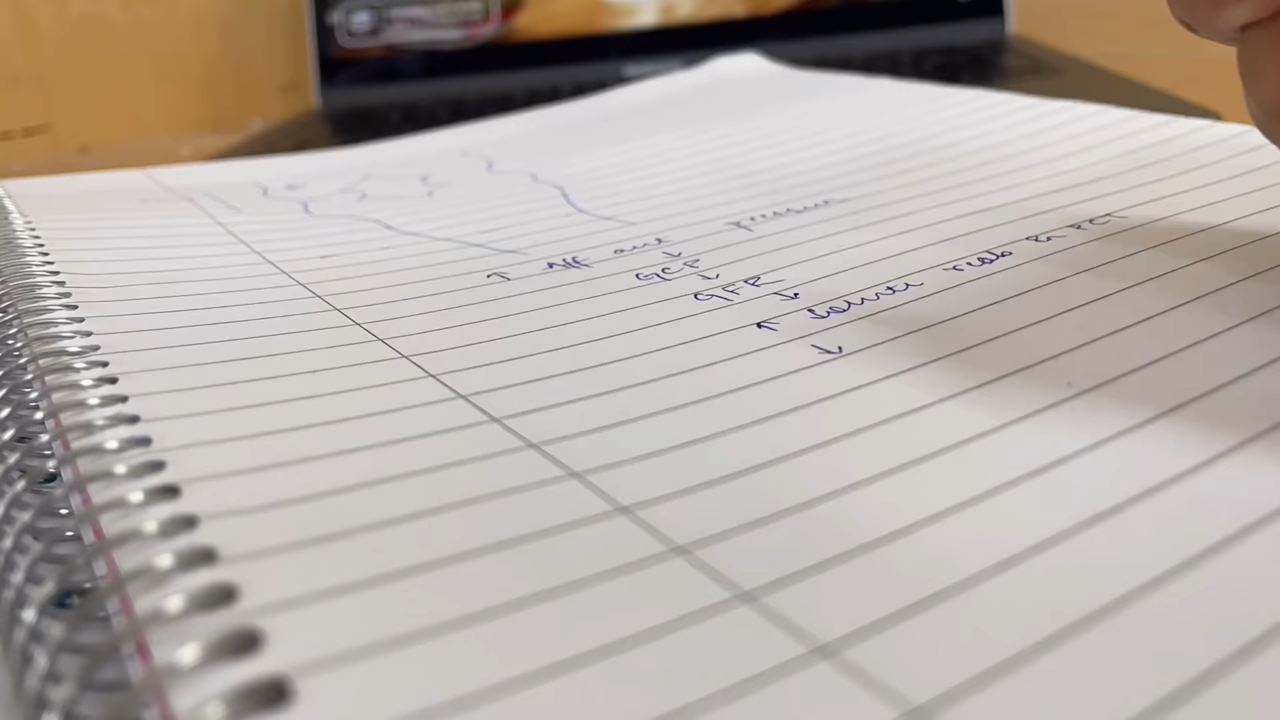 ↑ Aff art pressure
↓
GCP
↓
GFR
↓
↑ solute reab in PCT
↓